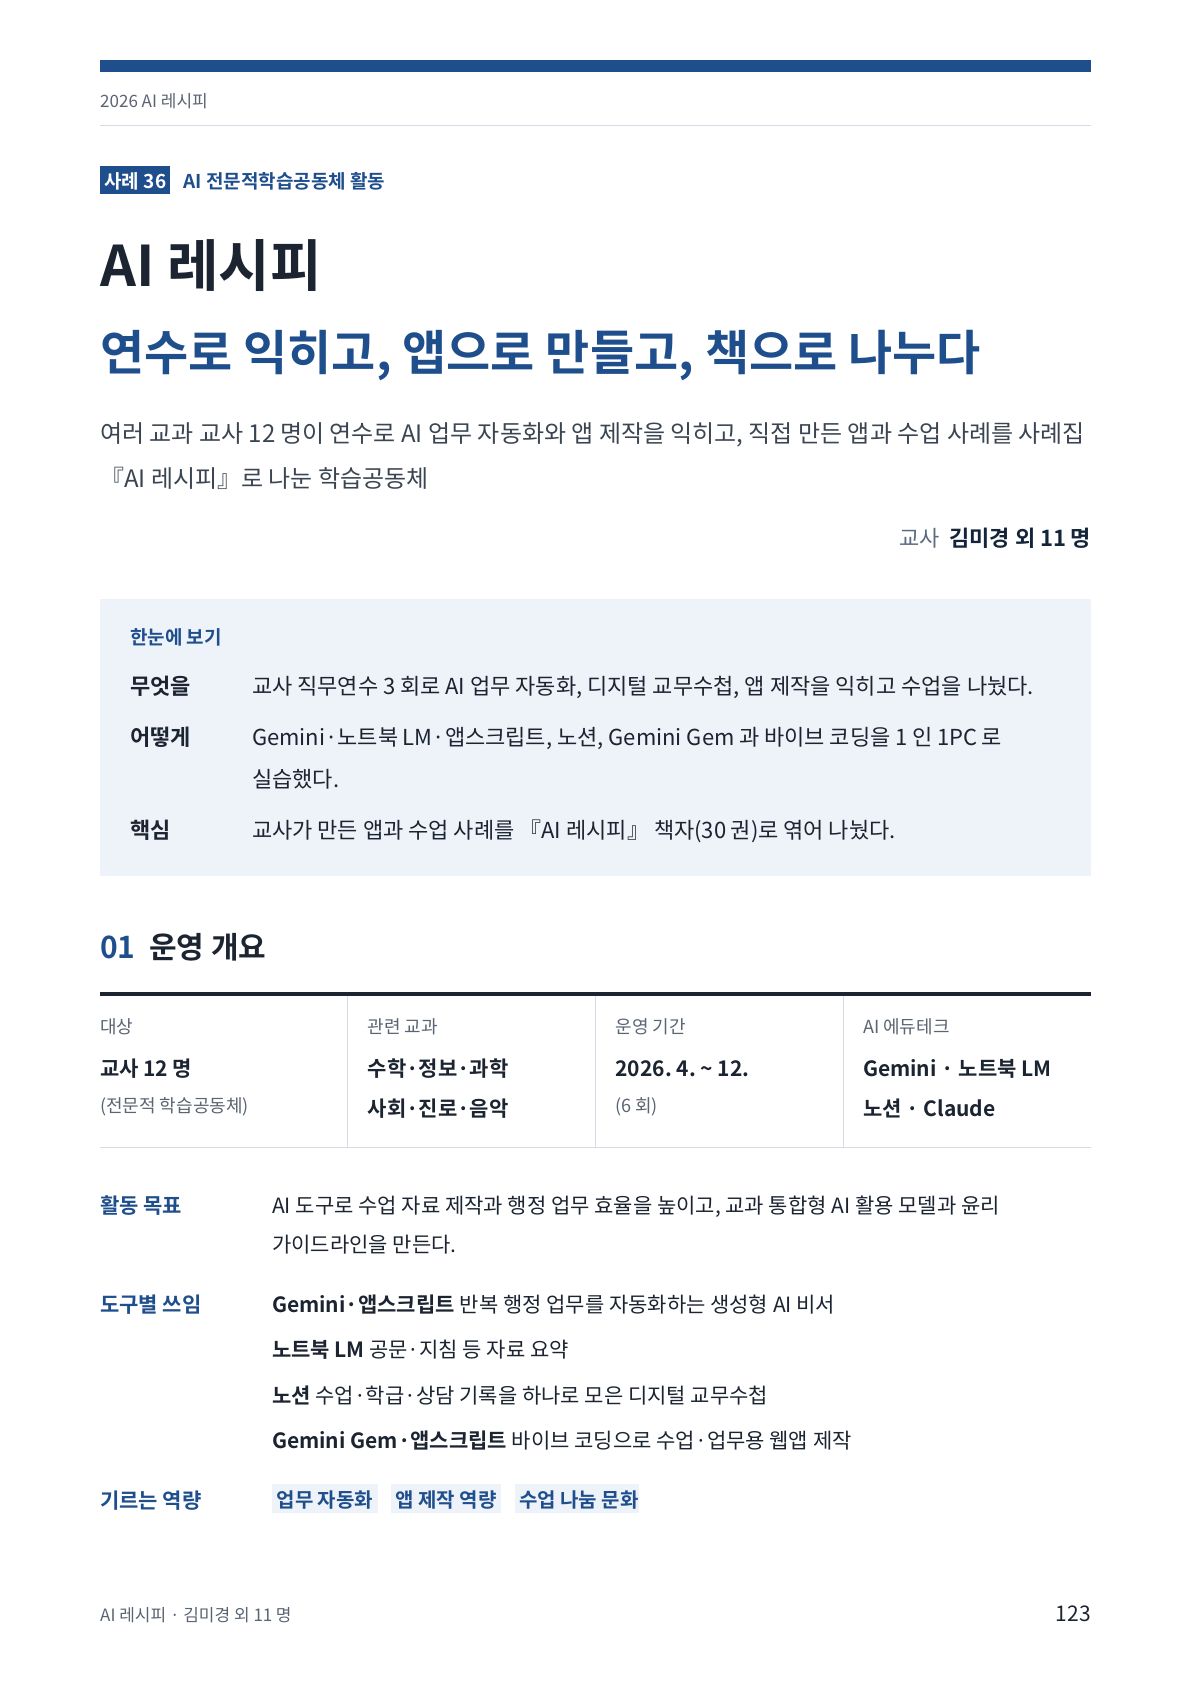 2026 AI 레시피
사례 36 AI 전문적학습공동체 활동
AI 레시피
연수로 익히고, 앱으로 만들고, 책으로 나누다
여러 교과 교사 12 명이 연수로 AI 업무 자동화와 앱 제작을 익히고, 직접 만든 앱과 수업 사례를 사례집
『AI 레시피』로 나눈 학습공동체
교사 김미경 외 11 명
한눈에 보기
무엇을 교사 직무연수 3 회로 AI 업무 자동화, 디지털 교무수첩, 앱 제작을 익히고 수업을 나눴다.
어떻게 Gemini·노트북 LM·앱스크립트, 노션, Gemini Gem 과 바이브 코딩을 1 인 1PC 로
실습했다.
핵심 교사가 만든 앱과 수업 사례를 『AI 레시피』 책자(30 권)로 엮어 나눴다.
01 운영 개요
대상 관련 교과 운영 기간 AI 에듀테크
교사 12 명 수학·정보·과학 2026. 4. ~ 12. Gemini · 노트북 LM
(전문적 학습공동체) 사회·진로·음악 (6 회) 노션 · Claude
활동 목표 AI 도구로 수업 자료 제작과 행정 업무 효율을 높이고, 교과 통합형 AI 활용 모델과 윤리
가이드라인을 만든다.
도구별 쓰임 Gemini·앱스크립트 반복 행정 업무를 자동화하는 생성형 AI 비서
노트북 LM 공문·지침 등 자료 요약
노션 수업·학급·상담 기록을 하나로 모은 디지털 교무수첩
Gemini Gem·앱스크립트 바이브 코딩으로 수업·업무용 웹앱 제작
기르는 역량 업무 자동화 앱 제작 역량 수업 나눔 문화
AI 레시피 · 김미경 외 11 명 123